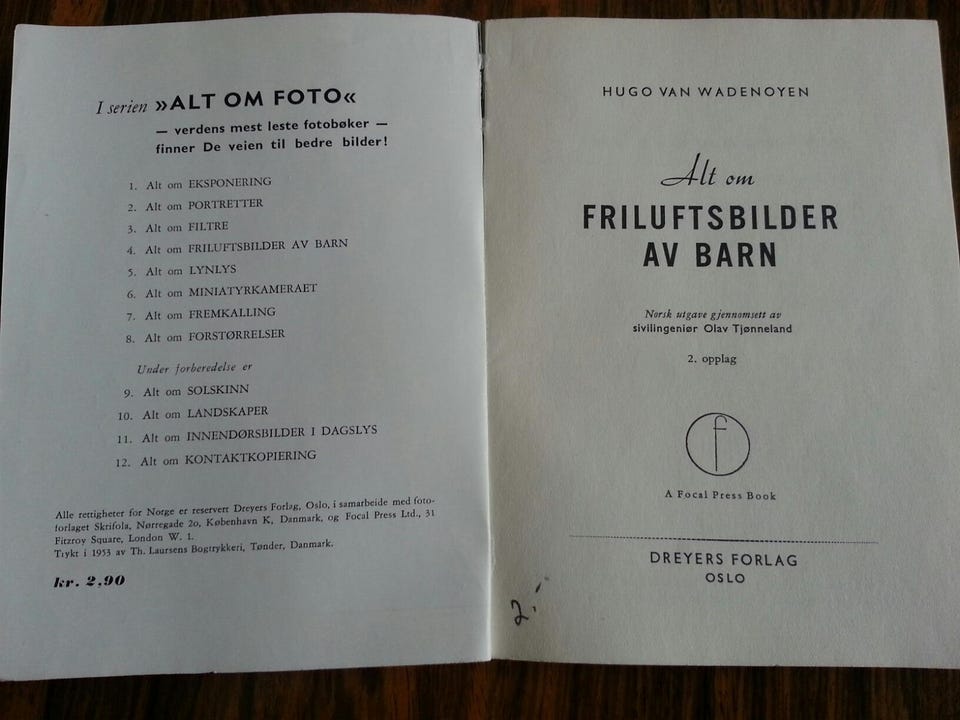 I serien »ALT OM FOTO«
— verdens mest leste fotobøker —
finner De veien til bedre bilder!
1. Alt om EKSPONERING
2. Alt om PORTRETTER
3. Alt om FILTRE
4. Alt om FRILUFTSBILDER AV BARN
5. Alt om LYNLYS
6. Alt om MINIATYRKAMERAET
7. Alt om FREMKALLING
8. Alt om FORSTØRRELSER
Under forberedelse er
9. Alt om SOLSKINN
10. Alt om LANDSKAPER
11. Alt om INNENDØRSBILDER I DAGSLYS
12. Alt om KONTAKTKOPIERING
Alle rettigheter for Norge er reservert Dreyers Forlag, Oslo, i samarbeide med foto-
forlaget Skrifola, Nørregade 20, København K, Danmark, og Focal Press Ltd., 31
Fitzroy Square, London W. 1.
Trykt i 1953 av Th. Laursens Bogtrykkeri, Tønder, Danmark.
kr. 2.90
HUGO VAN WADENOYEN
Alt om
FRILUFTSBILDER
AV BARN
Norsk utgave gjennomsett av
sivilingeniør Olav Tjønneland
2. opplag
f
A Focal Press Book
DREYERS FORLAG
OSLO
2.-